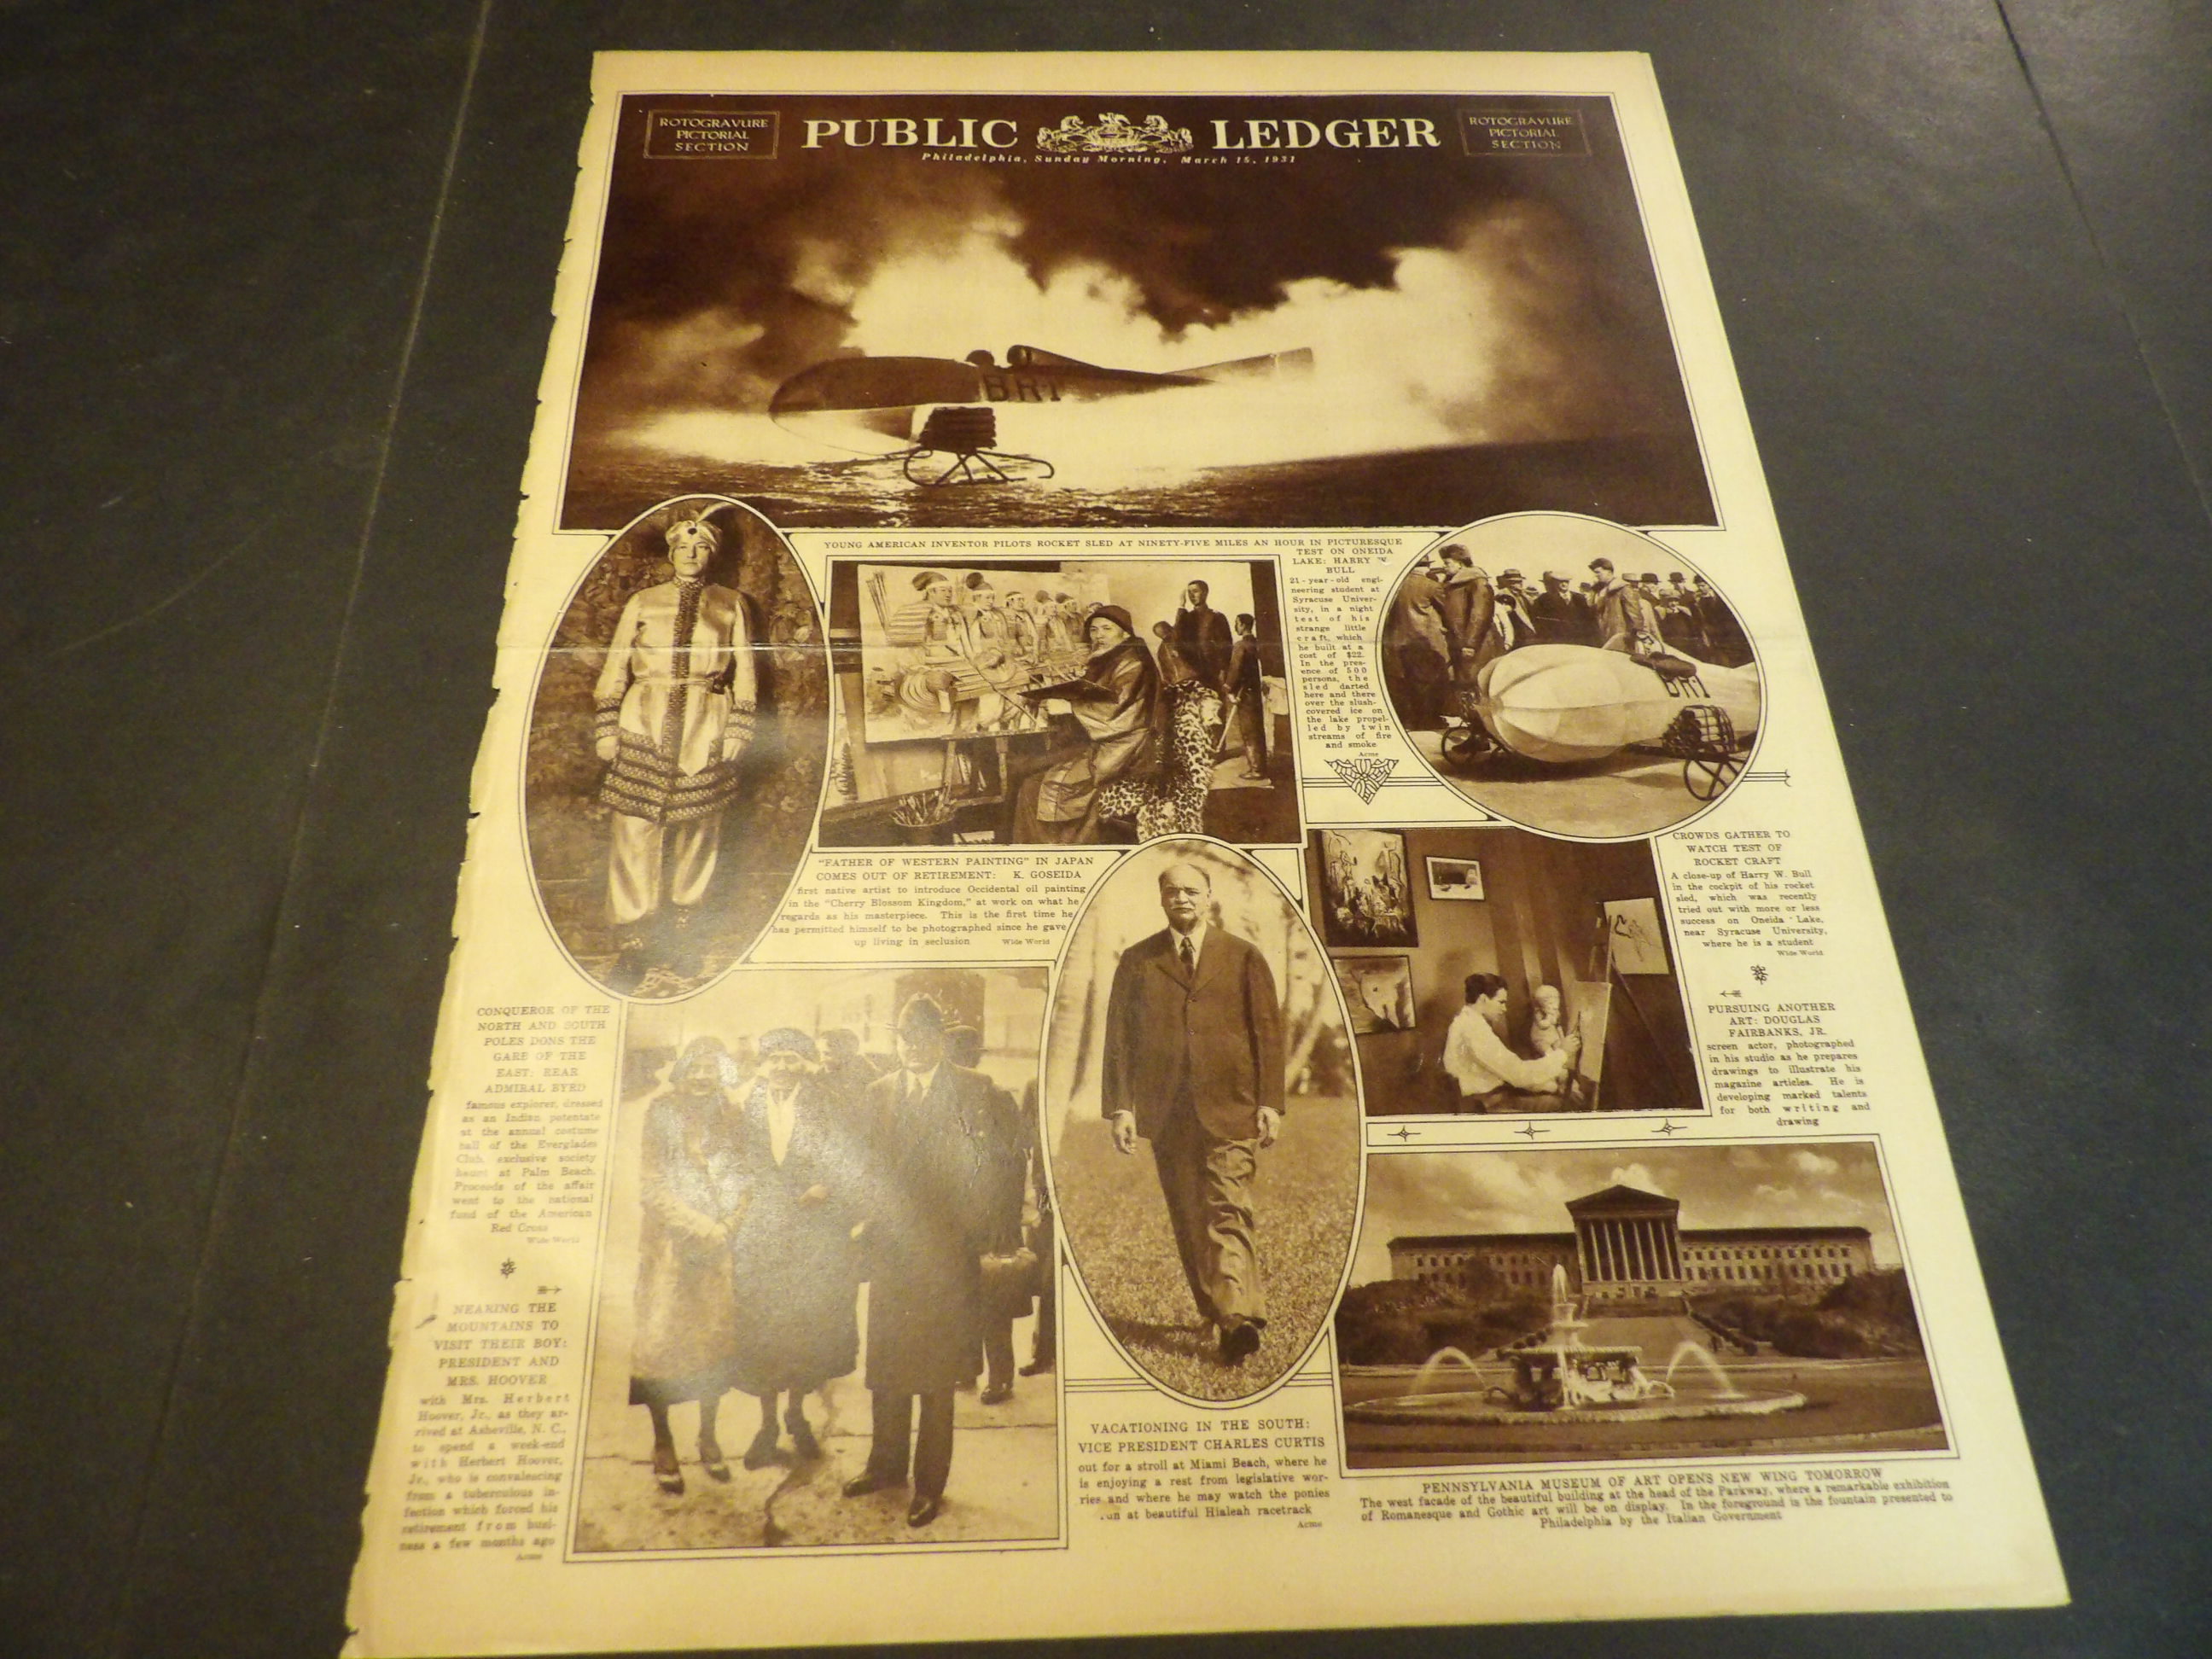 ROTOGRAVURE
PICTORIAL
SECTION
PUBLIC LEDGER
Philadelphia, Sunday Morning, March 15, 1931
ROTOGRAVURE
PICTORIAL
SECTION
BR1
YOUNG AMERICAN INVENTOR PILOTS ROCKET SLED AT NINETY-FIVE MILES AN HOUR IN PICTURESQUE
TEST ON ONEIDA
LAKE: HARRY W.
BULL
21-year-old engi-
neering student at
Syracuse Univer-
sity, in a night
test of his
strange little
craft, which
he built at a
cost of $22.
In the pres-
ence of 500
persons, the
sled darted
here and there
over the slush-
covered ice on
the lake propel-
led by twin
streams of fire
and smoke
Acme
BR1
"FATHER OF WESTERN PAINTING" IN JAPAN
COMES OUT OF RETIREMENT: K. GOSEIDA
first native artist to introduce Occidental oil painting
in the "Cherry Blossom Kingdom," at work on what he
regards as his masterpiece. This is the first time he
has permitted himself to be photographed since he gave
up living in seclusion Wide World
CROWDS GATHER TO
WATCH TEST OF
ROCKET CRAFT
A close-up of Harry W. Bull
in the cockpit of his rocket
sled, which was recently
tried out with more or less
success on Oneida Lake,
near Syracuse University,
where he is a student
Wide World
PURSUING ANOTHER
ART: DOUGLAS
FAIRBANKS, JR.
screen actor, photographed
in his studio as he prepares
drawings to illustrate his
magazine articles. He is
developing marked talents
for both writing and
drawing
CONQUEROR OF THE
NORTH AND SOUTH
POLES DONS THE
GARB OF THE
EAST: REAR
ADMIRAL BYRD
famous explorer, dressed
as an Indian potentate
at the annual costume
ball of the Everglades
Club, exclusive society
haunt at Palm Beach.
Proceeds of the affair
went to the national
fund of the American
Red Cross
Wide World
NEARING THE
MOUNTAINS TO
VISIT THEIR BOY:
PRESIDENT AND
MRS. HOOVER
with Mrs. Herbert
Hoover, Jr., as they ar-
rived at Asheville, N. C.,
to spend a week-end
with Herbert Hoover,
Jr., who is convalescing
from a tuberculous in-
fection which forced his
retirement from busi-
ness a few months ago
Acme
VACATIONING IN THE SOUTH:
VICE PRESIDENT CHARLES CURTIS
out for a stroll at Miami Beach, where he
is enjoying a rest from legislative wor-
ries and where he may watch the ponies
run at beautiful Hialeah racetrack
Acme
PENNSYLVANIA MUSEUM OF ART OPENS NEW WING TOMORROW
The west facade of the beautiful building at the head of the Parkway, where a remarkable exhibition
of Romanesque and Gothic art will be on display. In the foreground is the fountain presented to
Philadelphia by the Italian Government